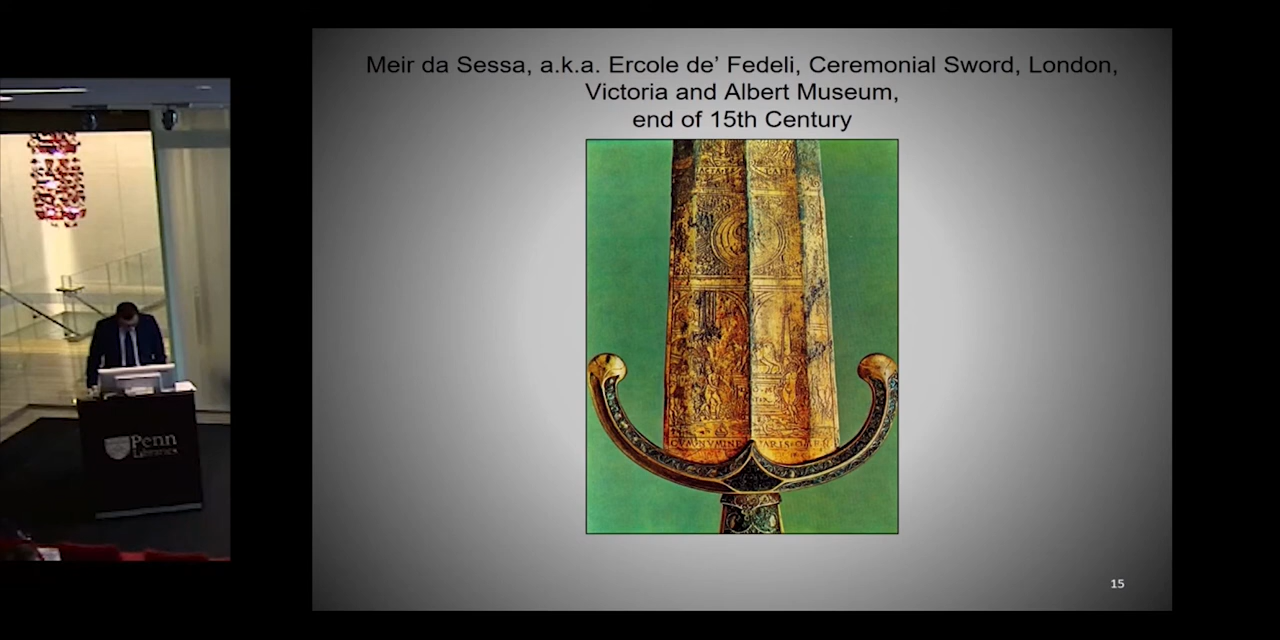 Meir da Sessa, a.k.a. Ercole de’ Fedeli, Ceremonial Sword, London,
Victoria and Albert Museum,
end of 15th Century
Penn
Libraries
15